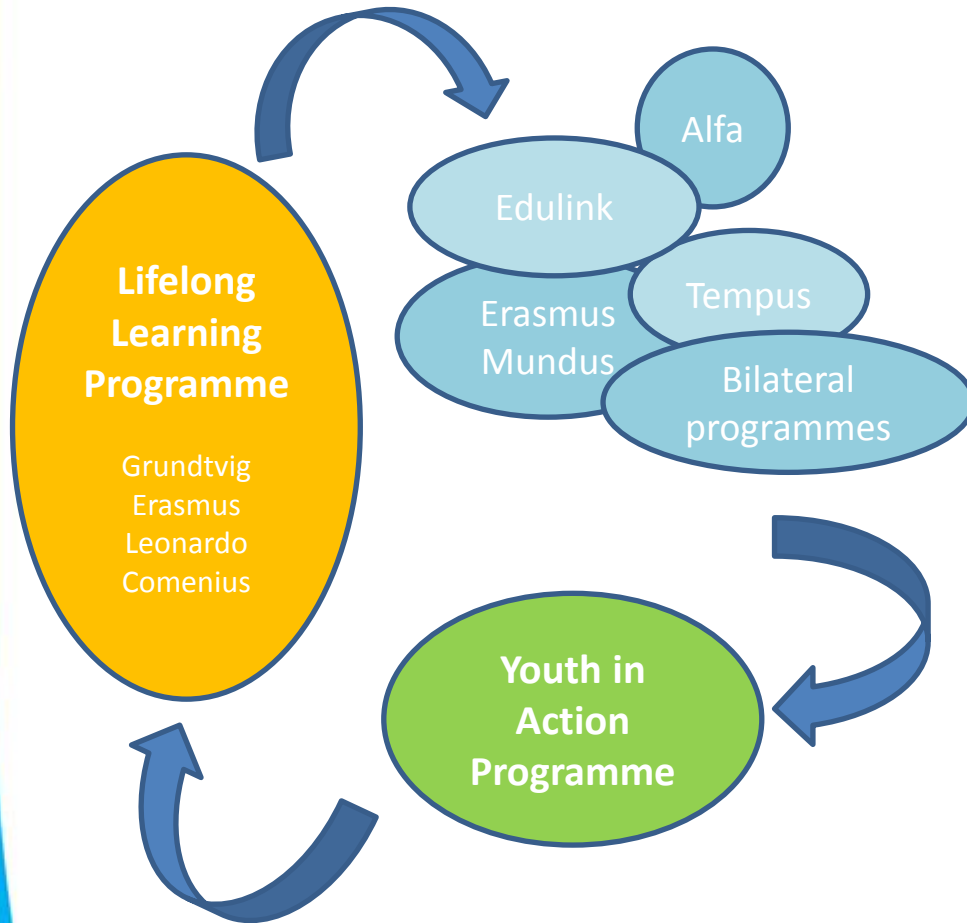 Lifelong
Learning
Programme
Grundtvig
Erasmus
Leonardo
Comenius
Alfa
Edulink
Erasmus
Mundus
Tempus
Bilateral
programmes
Youth in
Action
Programme